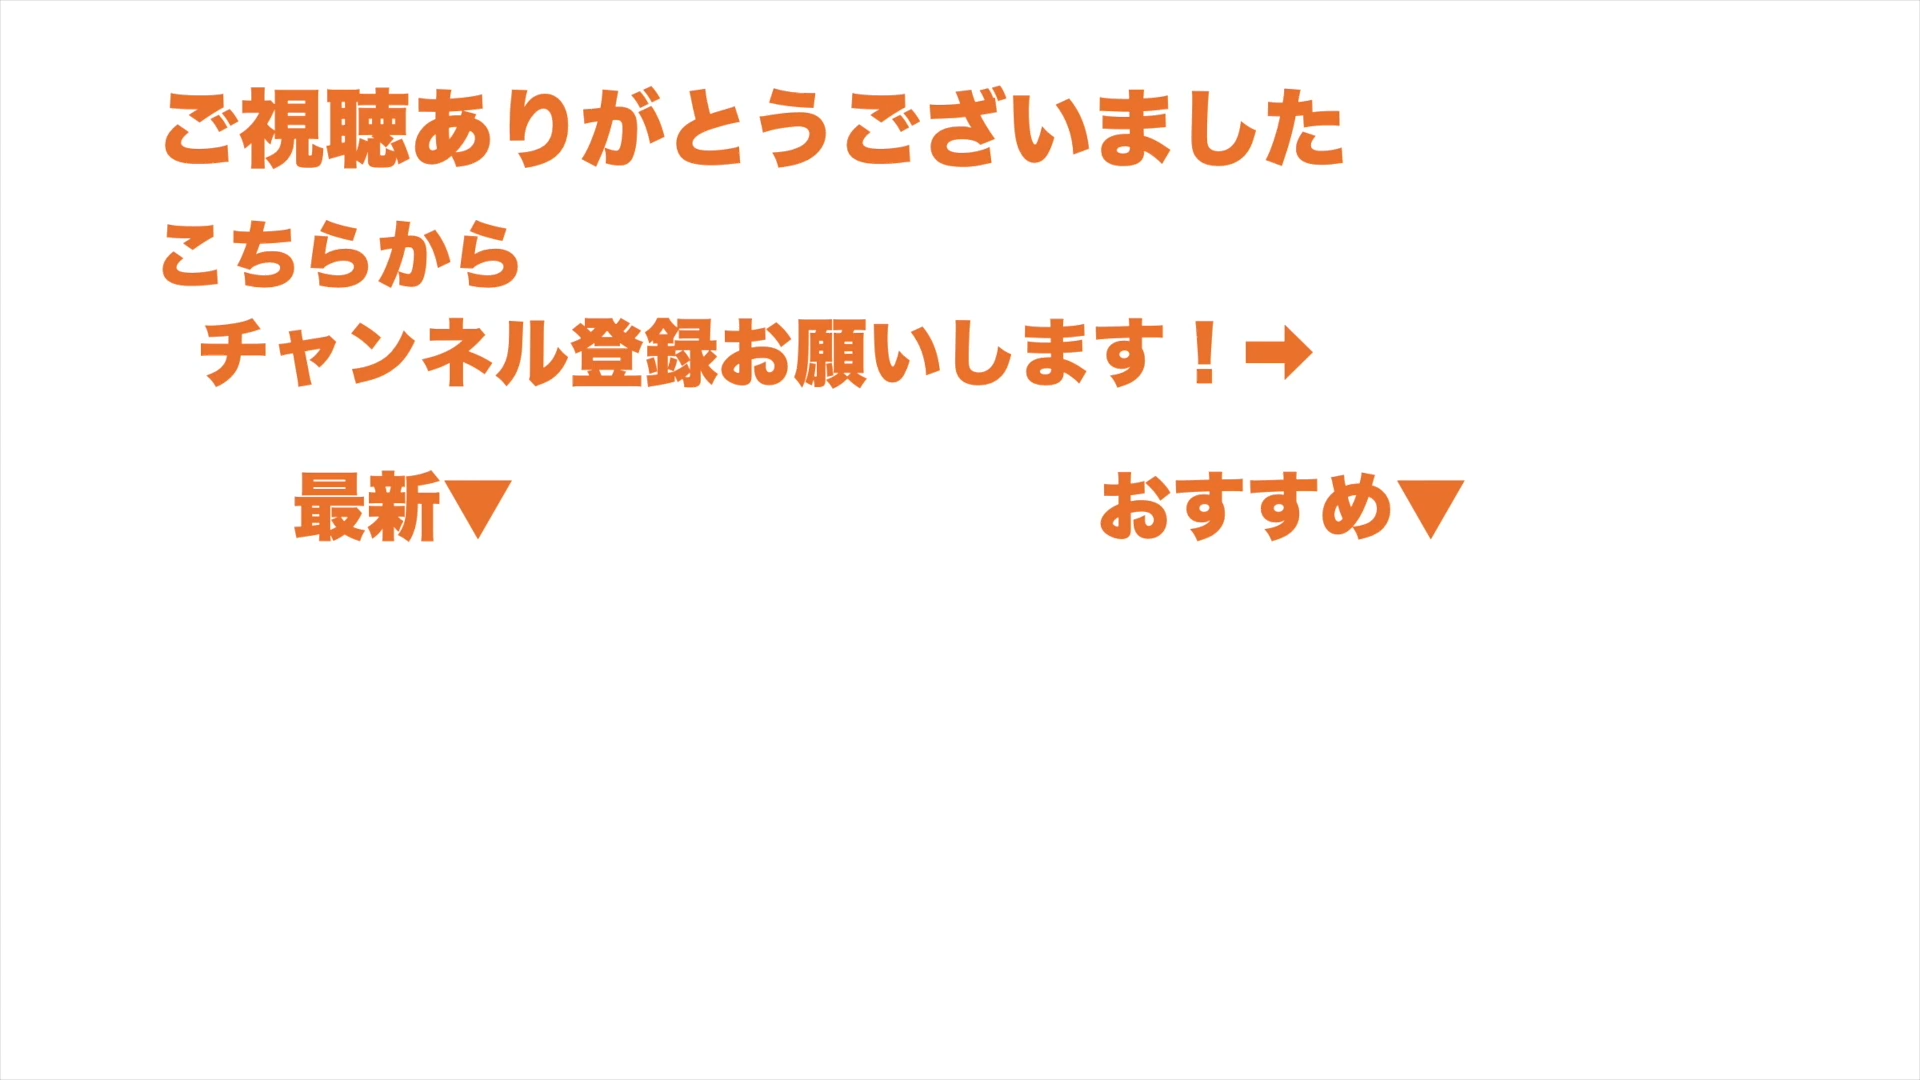 ご視聴ありがとうございました
こちらから
チャンネル登録お願いします！➡
最新▼
おすすめ▼